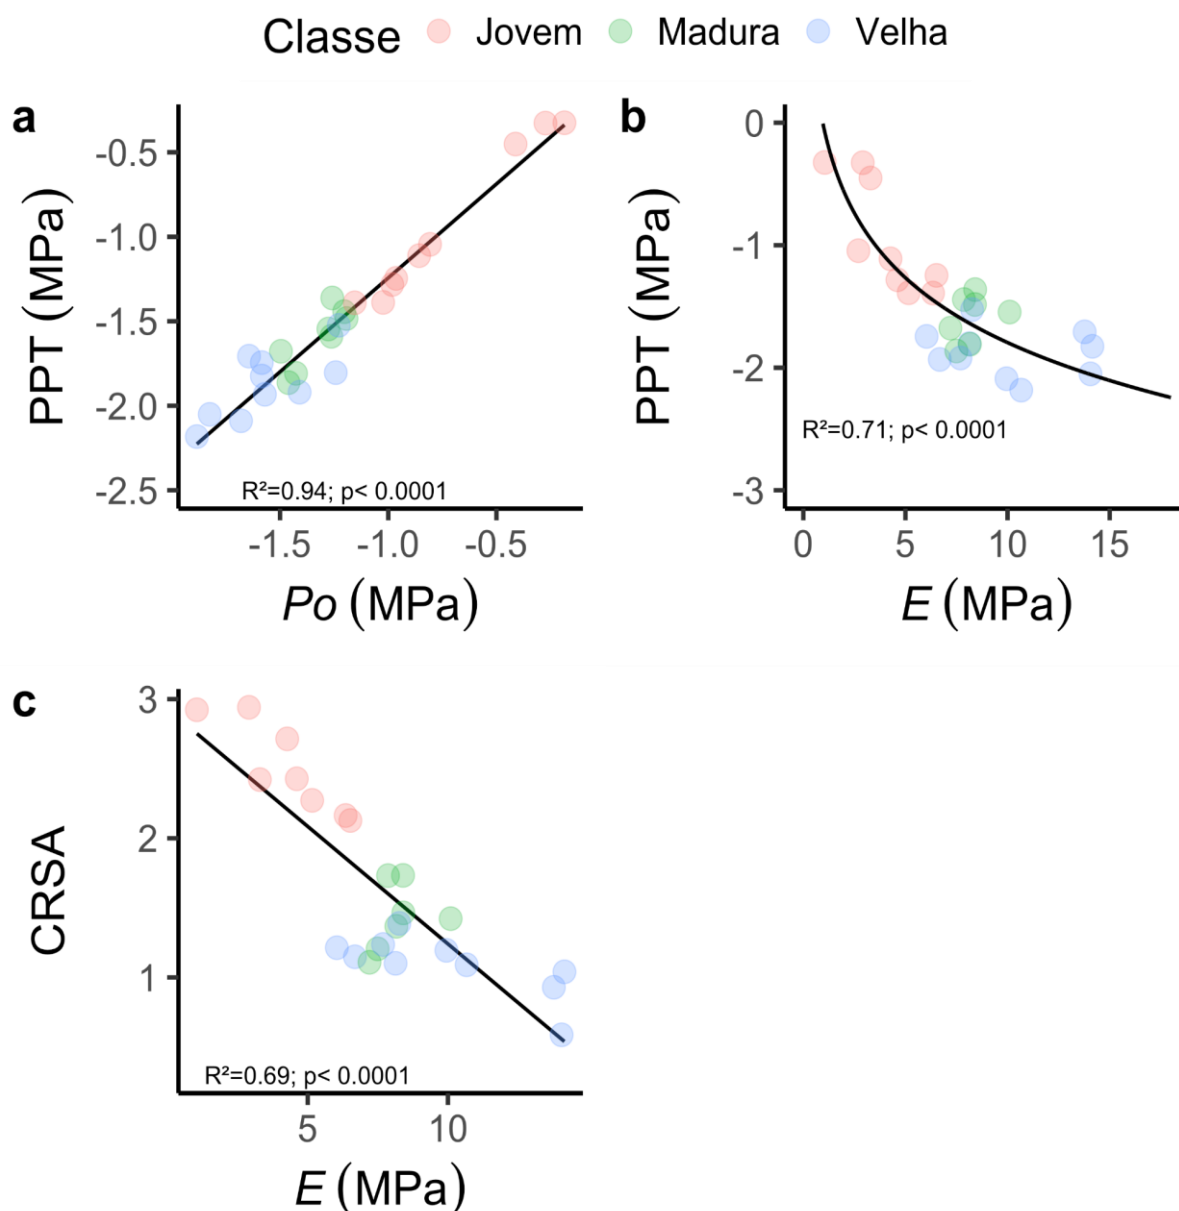 Classe Jovem Madura Velha
a
PPT (MPa)
-0.5
-1.0
-1.5
-2.0
-2.5
R²=0.94; p< 0.0001
-1.5 -1.0 -0.5
Po (MPa)
b
PPT (MPa)
0
-1
-2
-3
R²=0.71; p< 0.0001
0 5 10 15
E (MPa)
c
CRSA
3
2
1
R²=0.69; p< 0.0001
5 10
E (MPa)